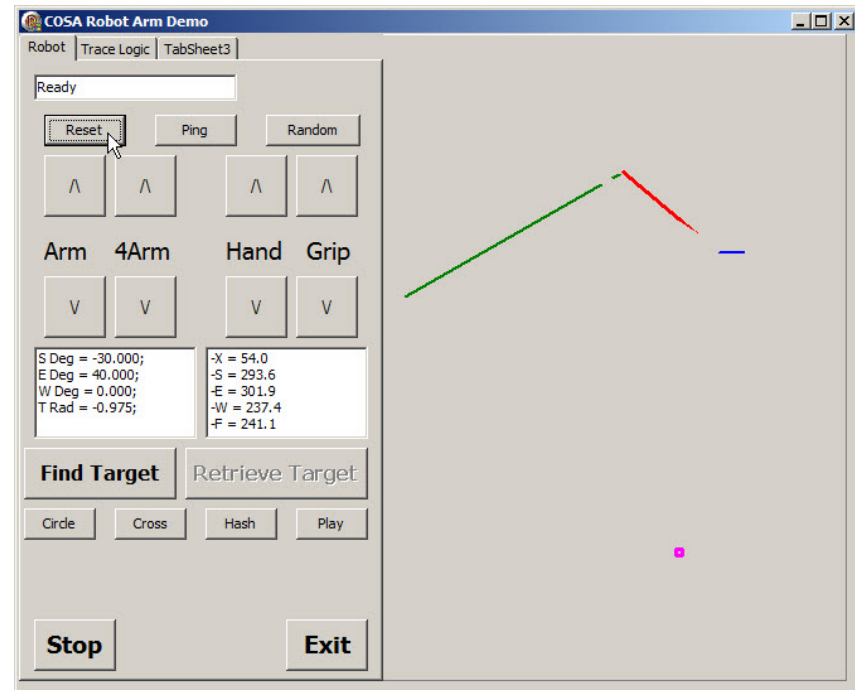 COSA Robot Arm Demo
Robot Trace Logic TabSheet3
Ready
Reset Ping Random
/\ /\ /\ /\
Arm 4Arm Hand Grip
\/ \/ \/ \/
S Deg = -30.000;
E Deg = 40.000;
W Deg = 0.000;
T Rad = -0.975;
-X = 54.0
-S = 293.6
-E = 301.9
-W = 237.4
-F = 241.1
Find Target Retrieve Target
Circle Cross Hash Play
Stop Exit